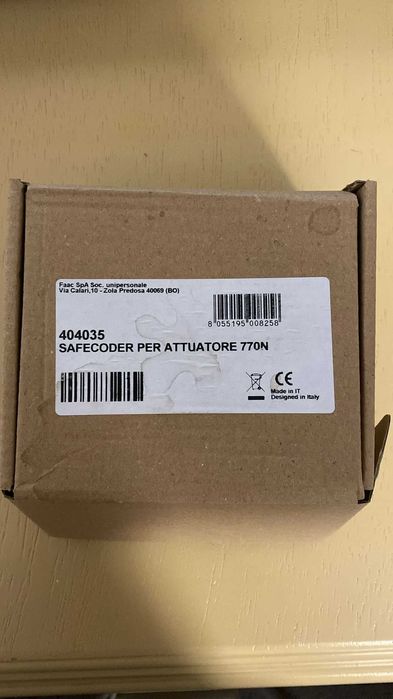 Faac SpA Soc. unipersonale
Via Calari,10 - Zola Predosa 40069 (BO)
8 055195 008258
404035
SAFECODER PER ATTUATORE 770N
CE
Made in IT
Designed in Italy